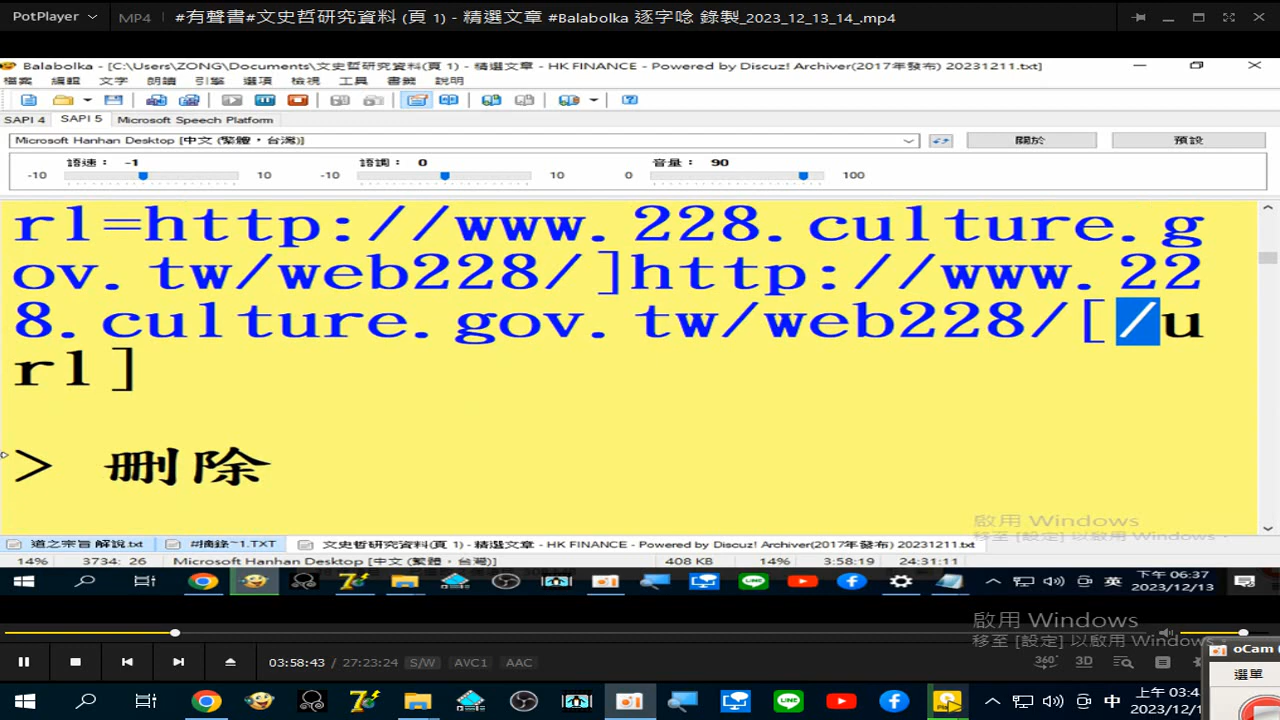 PotPlayer MP4 #有聲書#文史哲研究資料 (頁 1) - 精選文章 #Balabolka 逐字唸 錄製_2023_12_13_14_.mp4
Balabolka - [C:\Users\ZONG\Documents\文史哲研究資料(頁 1) - 精選文章 - HK FINANCE - Powered by Discuz! Archiver(2017年發布) 20231211.txt]
檔案 編輯 文字 朗讀 引擎 選項 檢視 工具 書籤 說明
SAPI 4 SAPI 5 Microsoft Speech Platform
Microsoft Hanhan Desktop [中文 (繁體，台灣)] 關於 預設
語速： -1 語調： 0 音量： 90
-10 10 -10 10 0 100
rl=http://www.228.culture.g
ov.tw/web228/]http://www.22
8.culture.gov.tw/web228/[/u
rl]
> 刪除
啟用 Windows
移至 [設定] 以啟用 Windows。
道之宗旨 解說.txt #摘錄~1.TXT 文史哲研究資料(頁 1) - 精選文章 - HK FINANCE - Powered by Discuz! Archiver(2017年發布) 20231211.txt
14% 3734: 26 Microsoft Hanhan Desktop [中文 (繁體，台灣)] 408 KB 14% 3:58:19 24:31:11
英 下午 06:37
2023/12/13
啟用 Windows
移至 [設定] 以啟用 Windows
03:58:43 / 27:23:24 S/W AVC1 AAC 360° 3D
oCam
選單
中 上午 03:4
2023/12/1